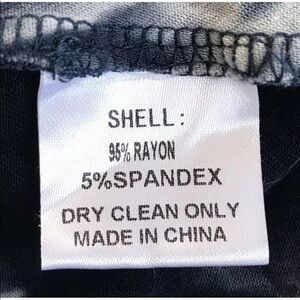 SHELL:
95% RAYON
5%SPANDEX
DRY CLEAN ONLY
MADE IN CHINA